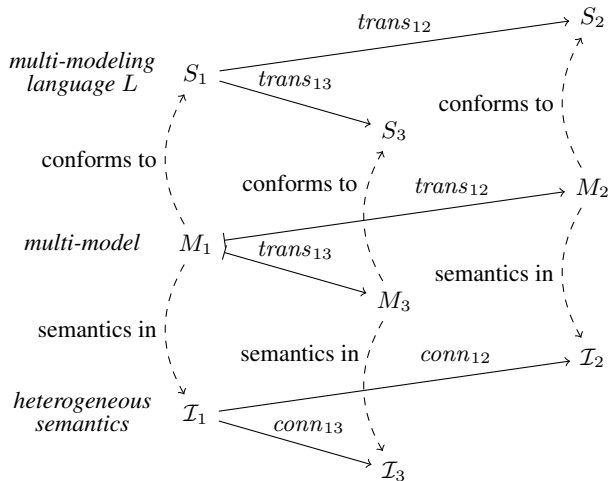 trans₁₂
S₂
multi-modeling
language L
S₁
trans₁₃
S₃
conforms to
conforms to
conforms to
trans₁₂
M₂
multi-model
M₁
trans₁₃
M₃
semantics in
semantics in
semantics in
conn₁₂
ℐ₂
heterogeneous
semantics
ℐ₁
conn₁₃
ℐ₃